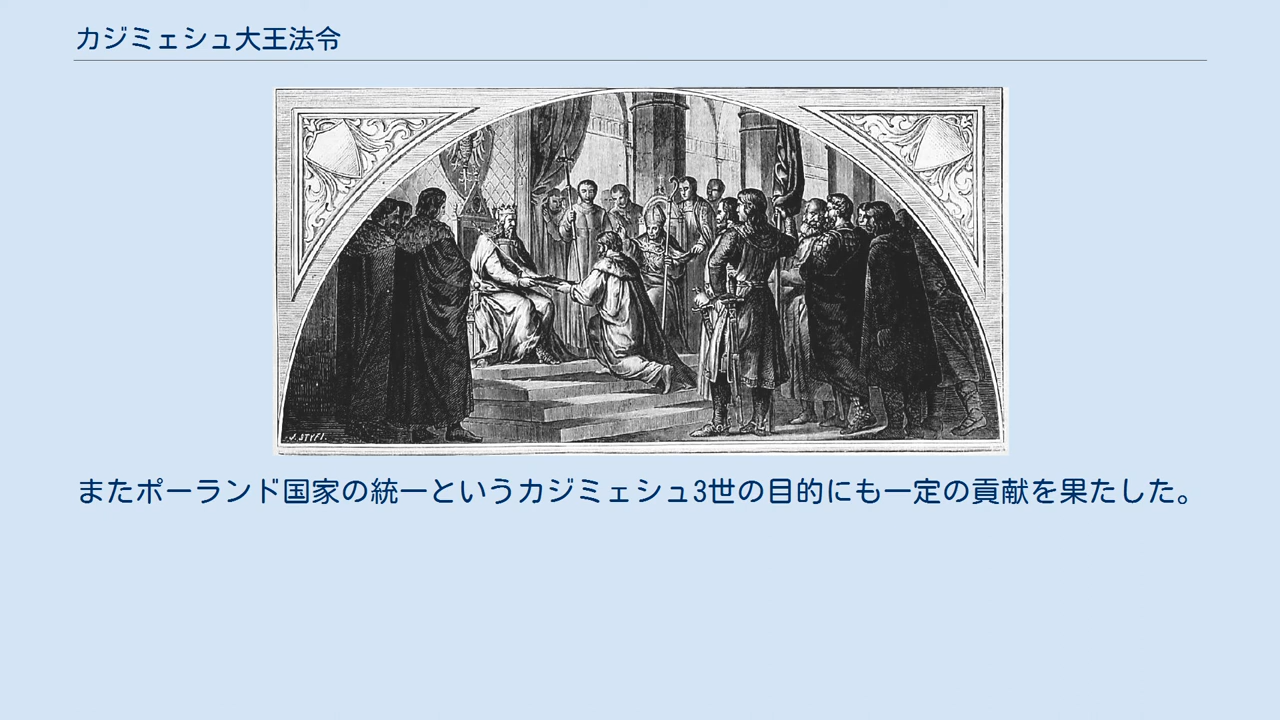 カジミェシュ大王法令
J. STYFI.
またポーランド国家の統一というカジミェシュ3世の目的にも一定の貢献を果たした。